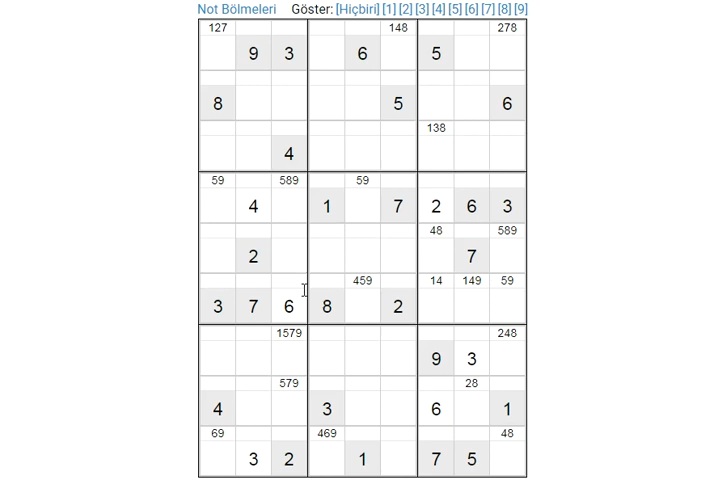 Not Bölmeleri Göster: [Hiçbiri] [1] [2] [3] [4] [5] [6] [7] [8] [9]
127 148 278
9 3 6 5
8 5 6
138
4
59 589 59
4 1 7 2 6 3
48 589
2 7
459 14 149 59
3 7 6 8 2
1579 248
9 3
579 28
4 3 6 1
69 469 48
3 2 1 7 5